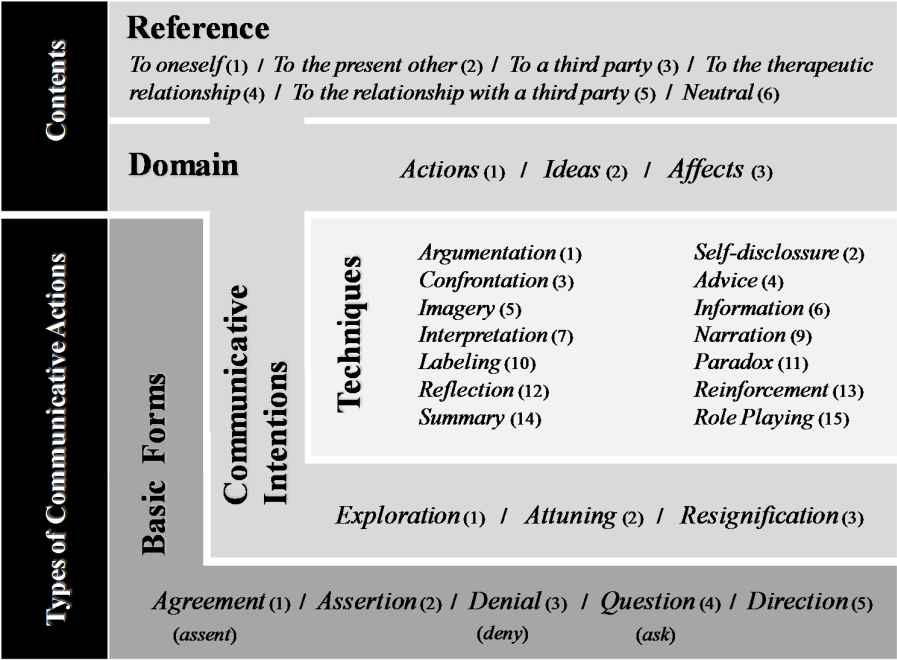 Contents
Reference
To oneself (1) / To the present other (2) / To a third party (3) / To the therapeutic
relationship (4) / To the relationship with a third party (5) / Neutral (6)
Domain
Actions (1) / Ideas (2) / Affects (3)
Types of Communicative Actions
Basic Forms
Communicative
Intentions
Techniques
Argumentation (1) Self-disclossure (2)
Confrontation (3) Advice (4)
Imagery (5) Information (6)
Interpretation (7) Narration (9)
Labeling (10) Paradox (11)
Reflection (12) Reinforcement (13)
Summary (14) Role Playing (15)
Exploration (1) / Attuning (2) / Resignification (3)
Agreement (1) / Assertion (2) / Denial (3) / Question (4) / Direction (5)
(assent) (deny) (ask)